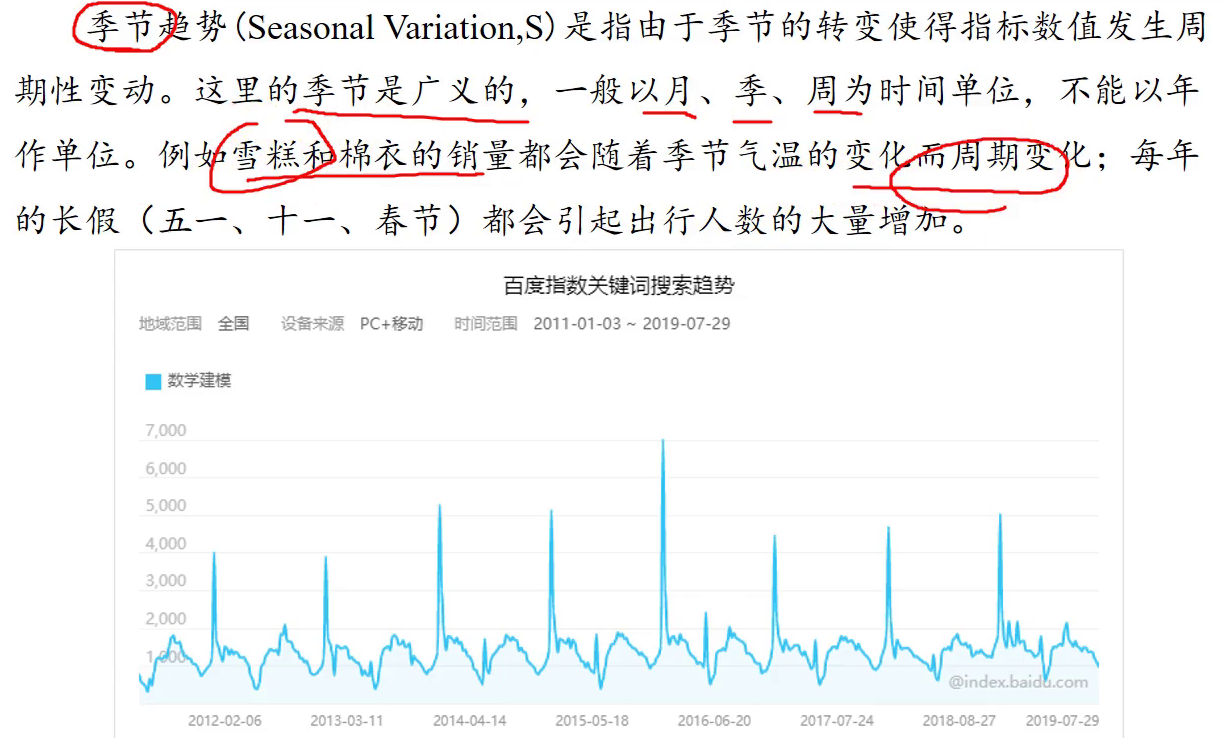 季节趋势(Seasonal Variation,S)是指由于季节的转变使得指标数值发生周
期性变动。这里的季节是广义的，一般以月、季、周为时间单位，不能以年
作单位。例如雪糕和棉衣的销量都会随着季节气温的变化而周期变化；每年
的长假（五一、十一、春节）都会引起出行人数的大量增加。
百度指数关键词搜索趋势
地域范围 全国 设备来源 PC+移动 时间范围 2011-01-03 ~ 2019-07-29
数学建模
7,000
6,000
5,000
4,000
3,000
2,000
1,000
@index.baidu.com
2012-02-06 2013-03-11 2014-04-14 2015-05-18 2016-06-20 2017-07-24 2018-08-27 2019-07-29